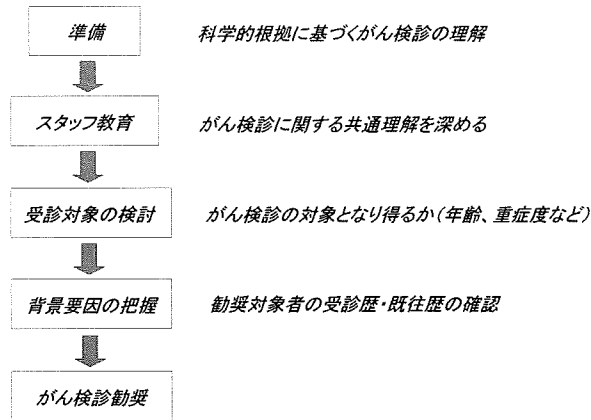 準備
科学的根拠に基づくがん検診の理解
スタッフ教育
がん検診に関する共通理解を深める
受診対象の検討
がん検診の対象となり得るか(年齢、重症度など)
背景要因の把握
勧奨対象者の受診歴・既往歴の確認
がん検診勧奨